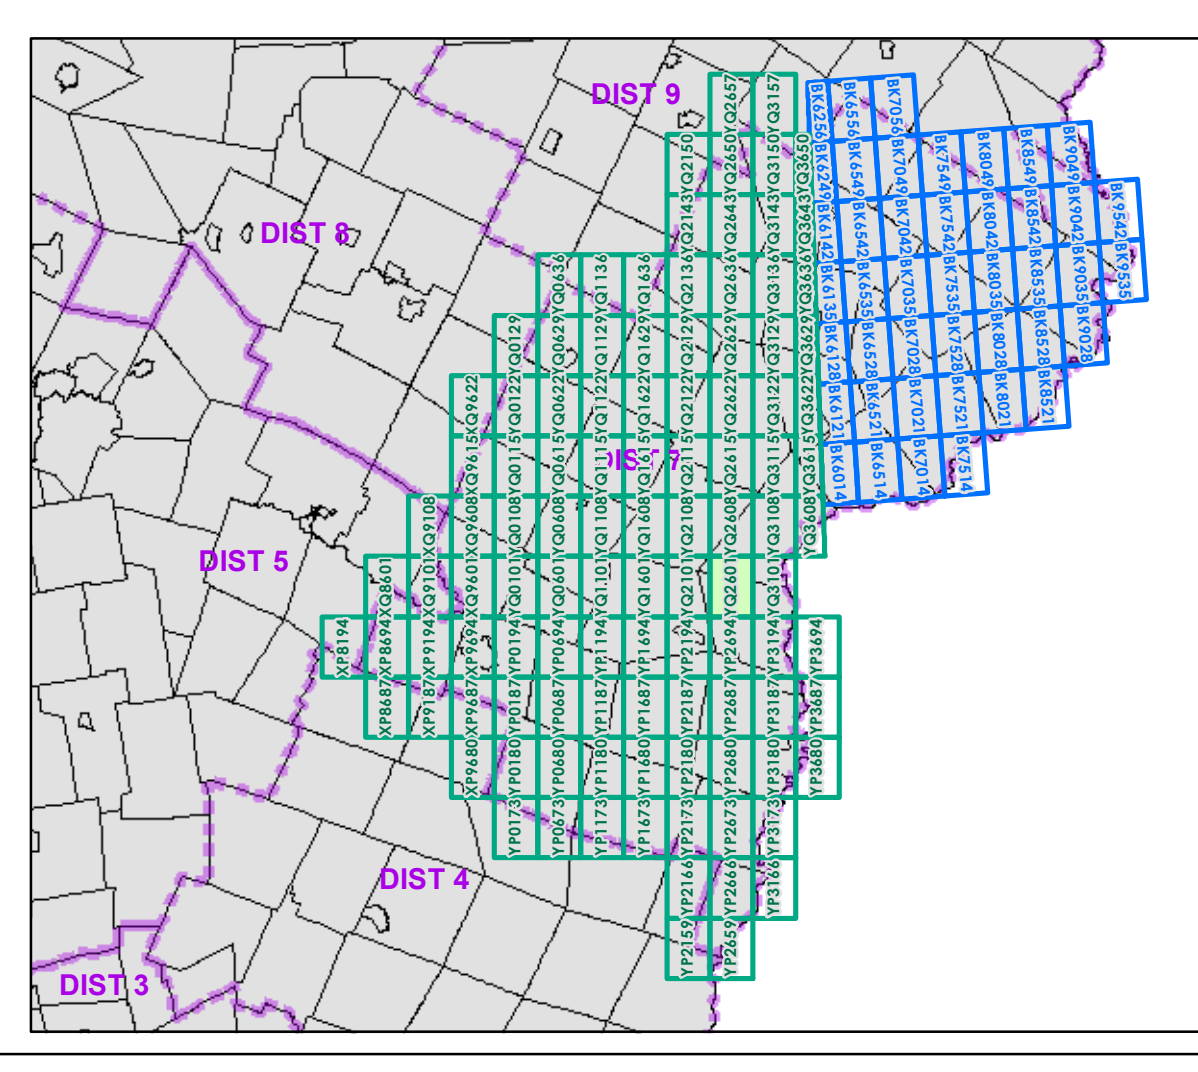 DIST 9
DIST 8
DIST 7
DIST 5
DIST 4
DIST 3
YQ2657 YQ3157
YQ2150 YQ2650 YQ3150 YQ3650
YQ2143 YQ2643 YQ3143 YQ3643
YQ0636 YQ1136 YQ1636 YQ2136 YQ2636 YQ3136 YQ3636
YQ0129 YQ0629 YQ1129 YQ1629 YQ2129 YQ2629 YQ3129 YQ3629
XQ9622 YQ0122 YQ0622 YQ1122 YQ1622 YQ2122 YQ2622 YQ3122 YQ3622
XQ9615 YQ0115 YQ0615 YQ1115 YQ1615 YQ2115 YQ2615 YQ3115 YQ3615
XQ9108 XQ9608 YQ0108 YQ0608 YQ1108 YQ1608 YQ2108 YQ2608 YQ3108 YQ3608
XQ8601 XQ9101 XQ9601 YQ0101 YQ0601 YQ1101 YQ1601 YQ2101 YQ2601 YQ3101
XP8194 XP8694 XP9194 XP9694 YP0194 YP0694 YP1194 YP1694 YP2194 YP2694 YP3194 YP3694
XP8687 XP9187 XP9687 YP0187 YP0687 YP1187 YP1687 YP2187 YP2687 YP3187 YP3687
XP9680 YP0180 YP0680 YP1180 YP1680 YP2180 YP2680 YP3180 YP3680
YP0173 YP0673 YP1173 YP1673 YP2173 YP2673 YP3173
YP2166 YP2666 YP3166
YP2159 YP2659
BK6256 BK6556 BK7056
BK6249 BK6549 BK7049 BK7549 BK8049 BK8549 BK9049
BK6142 BK6542 BK7042 BK7542 BK8042 BK8542 BK9042 BK9542
BK6135 BK6535 BK7035 BK7535 BK8035 BK8535 BK9035 BK9535
BK6128 BK6528 BK7028 BK7528 BK8028 BK8528 BK9028
BK6121 BK6521 BK7021 BK7521 BK8021 BK8521
BK6014 BK6514 BK7014 BK7514